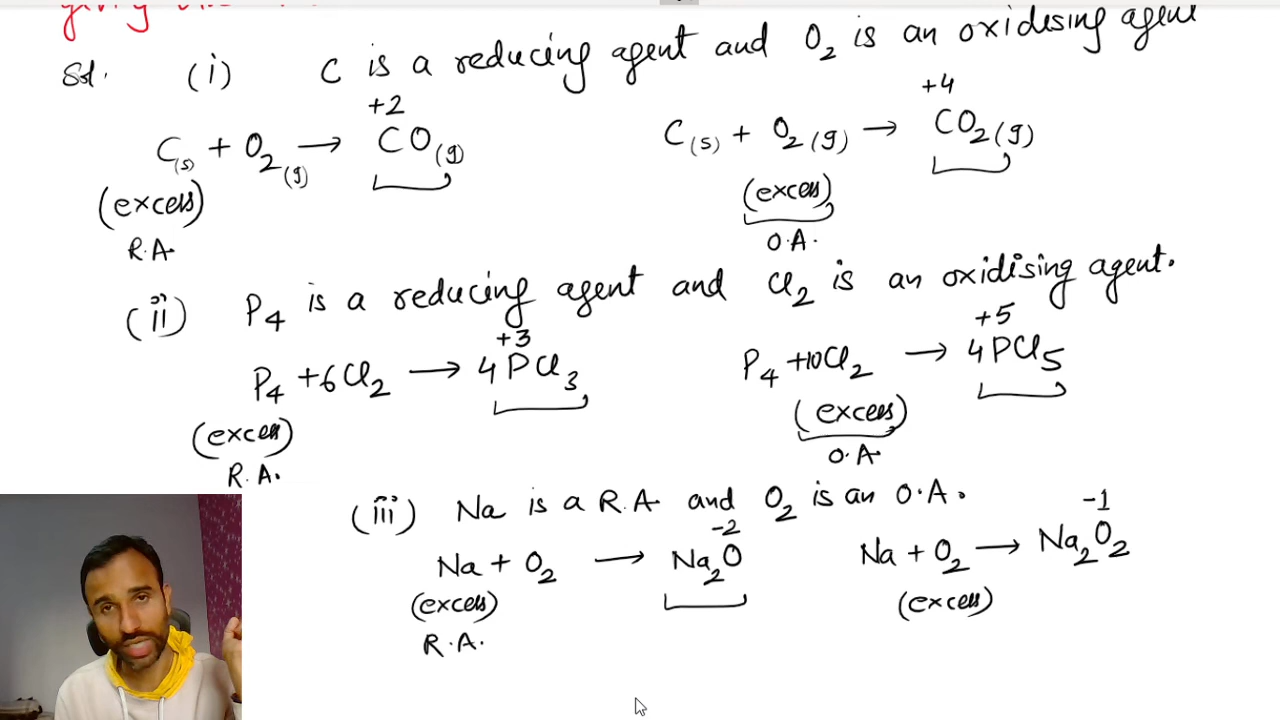 giving
Sol. (i) C is a reducing agent and O₂ is an oxidising agent
+2
+4
C(s) + O₂(g) → CO(g)
C(s) + O₂(g) → CO₂(g)
(excess)
R.A.
(excess)
O.A.
(ii) P₄ is a reducing agent and Cl₂ is an oxidising agent.
+3
+5
P₄ + 6Cl₂ → 4PCl₃
P₄ + 10Cl₂ → 4PCl₅
(excess)
R.A.
(excess)
O.A.
(iii) Na is a R.A and O₂ is an O.A.
-2
-1
Na + O₂ → Na₂O
Na + O₂ → Na₂O₂
(excess)
R.A.
(excess)